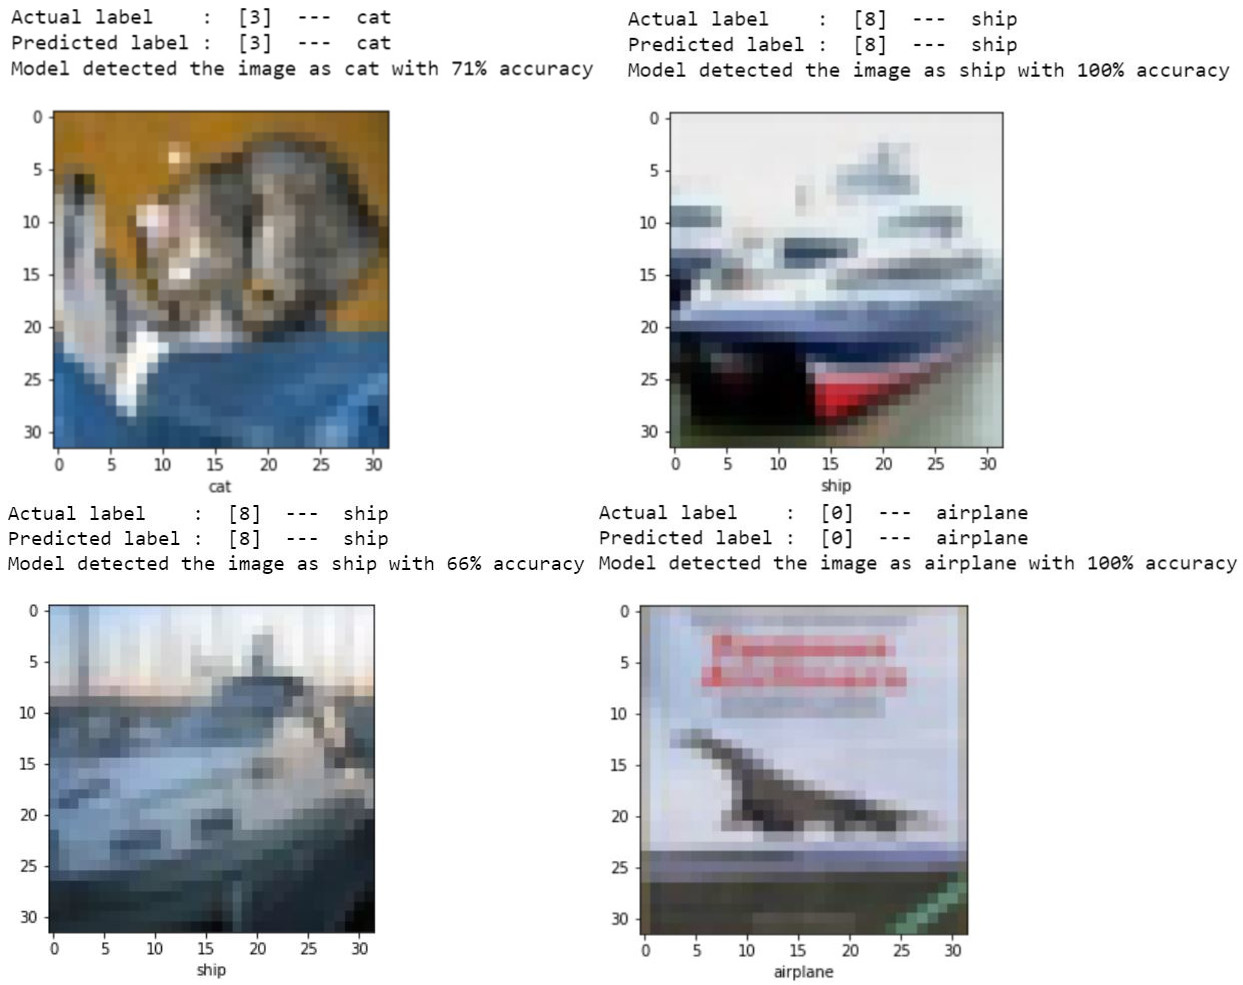 Actual label    :  [3]  ---  cat
Predicted label :  [3]  ---  cat
Model detected the image as cat with 71% accuracy
0
5
10
15
20
25
30
0 5 10 15 20 25 30
cat
Actual label    :  [8]  ---  ship
Predicted label :  [8]  ---  ship
Model detected the image as ship with 100% accuracy
0
5
10
15
20
25
30
0 5 10 15 20 25 30
ship
Actual label    :  [8]  ---  ship
Predicted label :  [8]  ---  ship
Model detected the image as ship with 66% accuracy
0
5
10
15
20
25
30
0 5 10 15 20 25 30
ship
Actual label    :  [0]  ---  airplane
Predicted label :  [0]  ---  airplane
Model detected the image as airplane with 100% accuracy
0
5
10
15
20
25
30
0 5 10 15 20 25 30
airplane